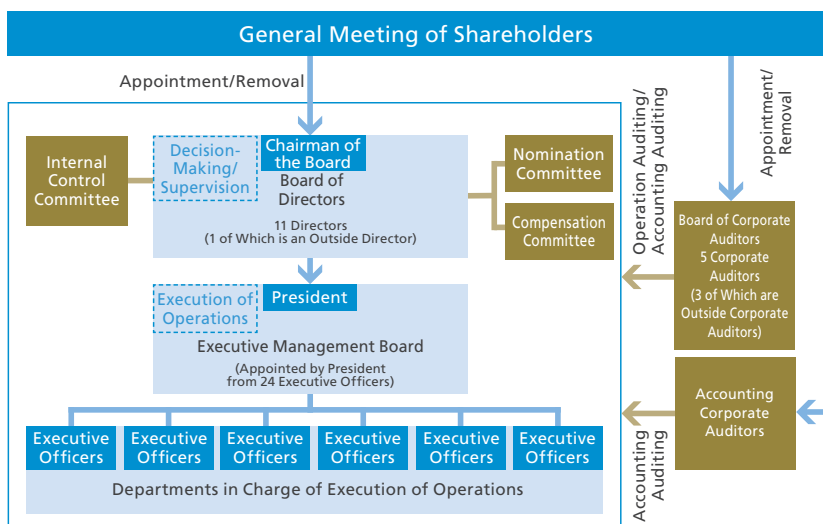 General Meeting of Shareholders
Appointment/Removal
Appointment/
Removal
Internal
Control
Committee
Decision-
Making/
Supervision
Chairman of
the Board
Board of
Directors
11 Directors
(1 of Which is an Outside Director)
Nomination
Committee
Compensation
Committee
Operation Auditing/
Accounting Auditing
Board of Corporate
Auditors
5 Corporate
Auditors
(3 of Which are
Outside Corporate
Auditors)
Execution of
Operations
President
Executive Management Board
(Appointed by President
from 24 Executive Officers)
Accounting
Corporate
Auditors
Accounting
Auditing
Executive
Officers
Executive
Officers
Executive
Officers
Executive
Officers
Executive
Officers
Executive
Officers
Departments in Charge of Execution of Operations